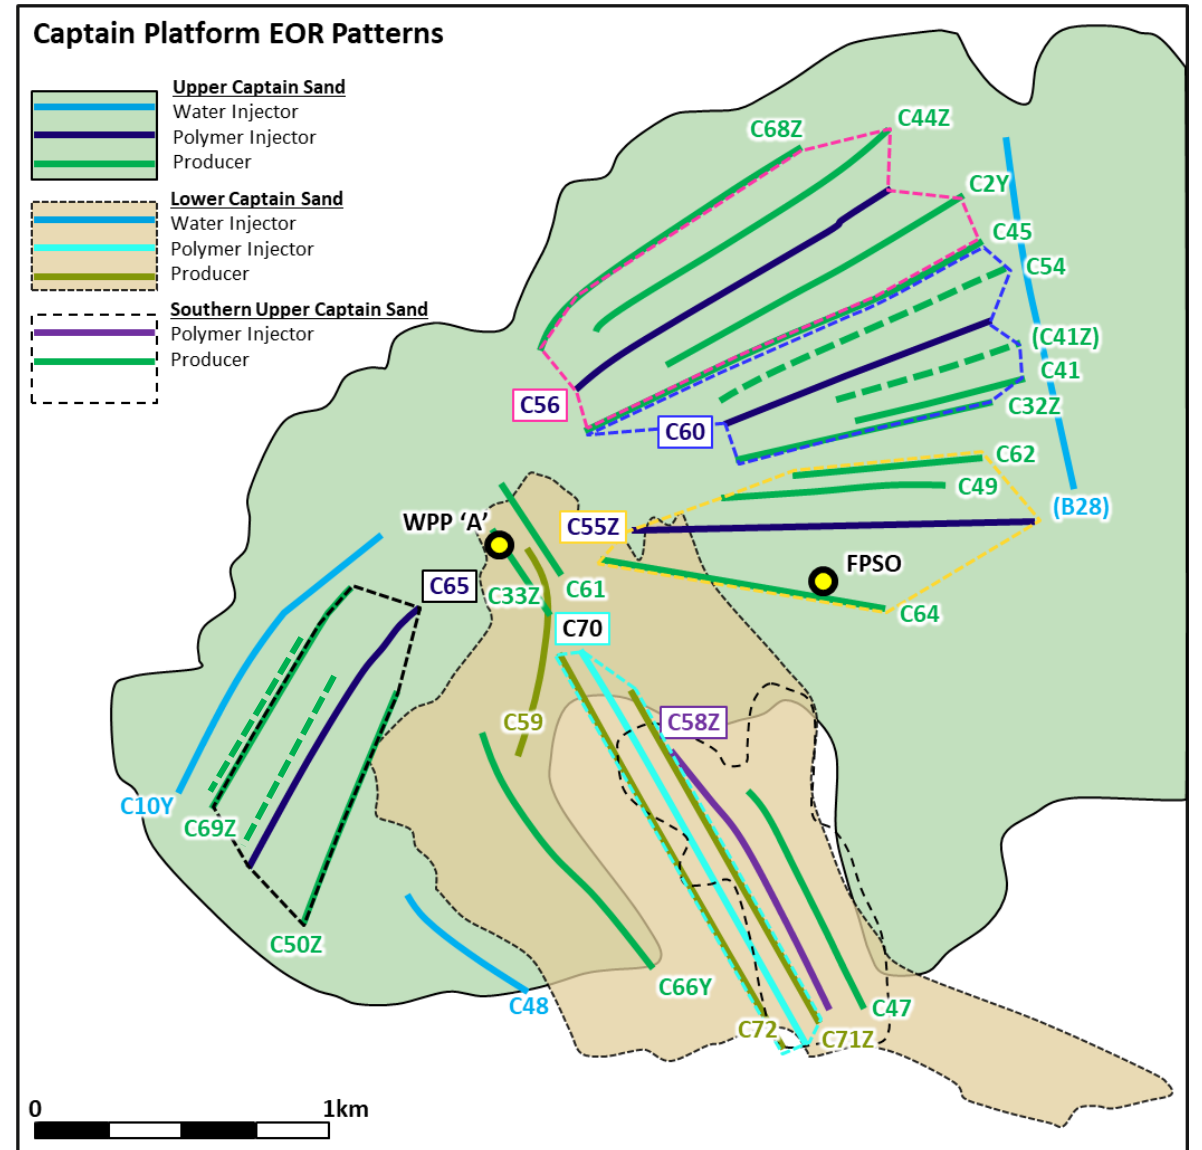 Captain Platform EOR Patterns
Upper Captain Sand
Water Injector
Polymer Injector
Producer
Lower Captain Sand
Water Injector
Polymer Injector
Producer
Southern Upper Captain Sand
Polymer Injector
Producer
C68Z
C44Z
C2Y
C45
C54
(C41Z)
C41
C32Z
C56
C60
C62
C49
(B28)
WPP ‘A’
C55Z
FPSO
C65
C33Z
C61
C64
C70
C59
C58Z
C10Y
C69Z
C50Z
C66Y
C48
C47
C72
C71Z
0
1km